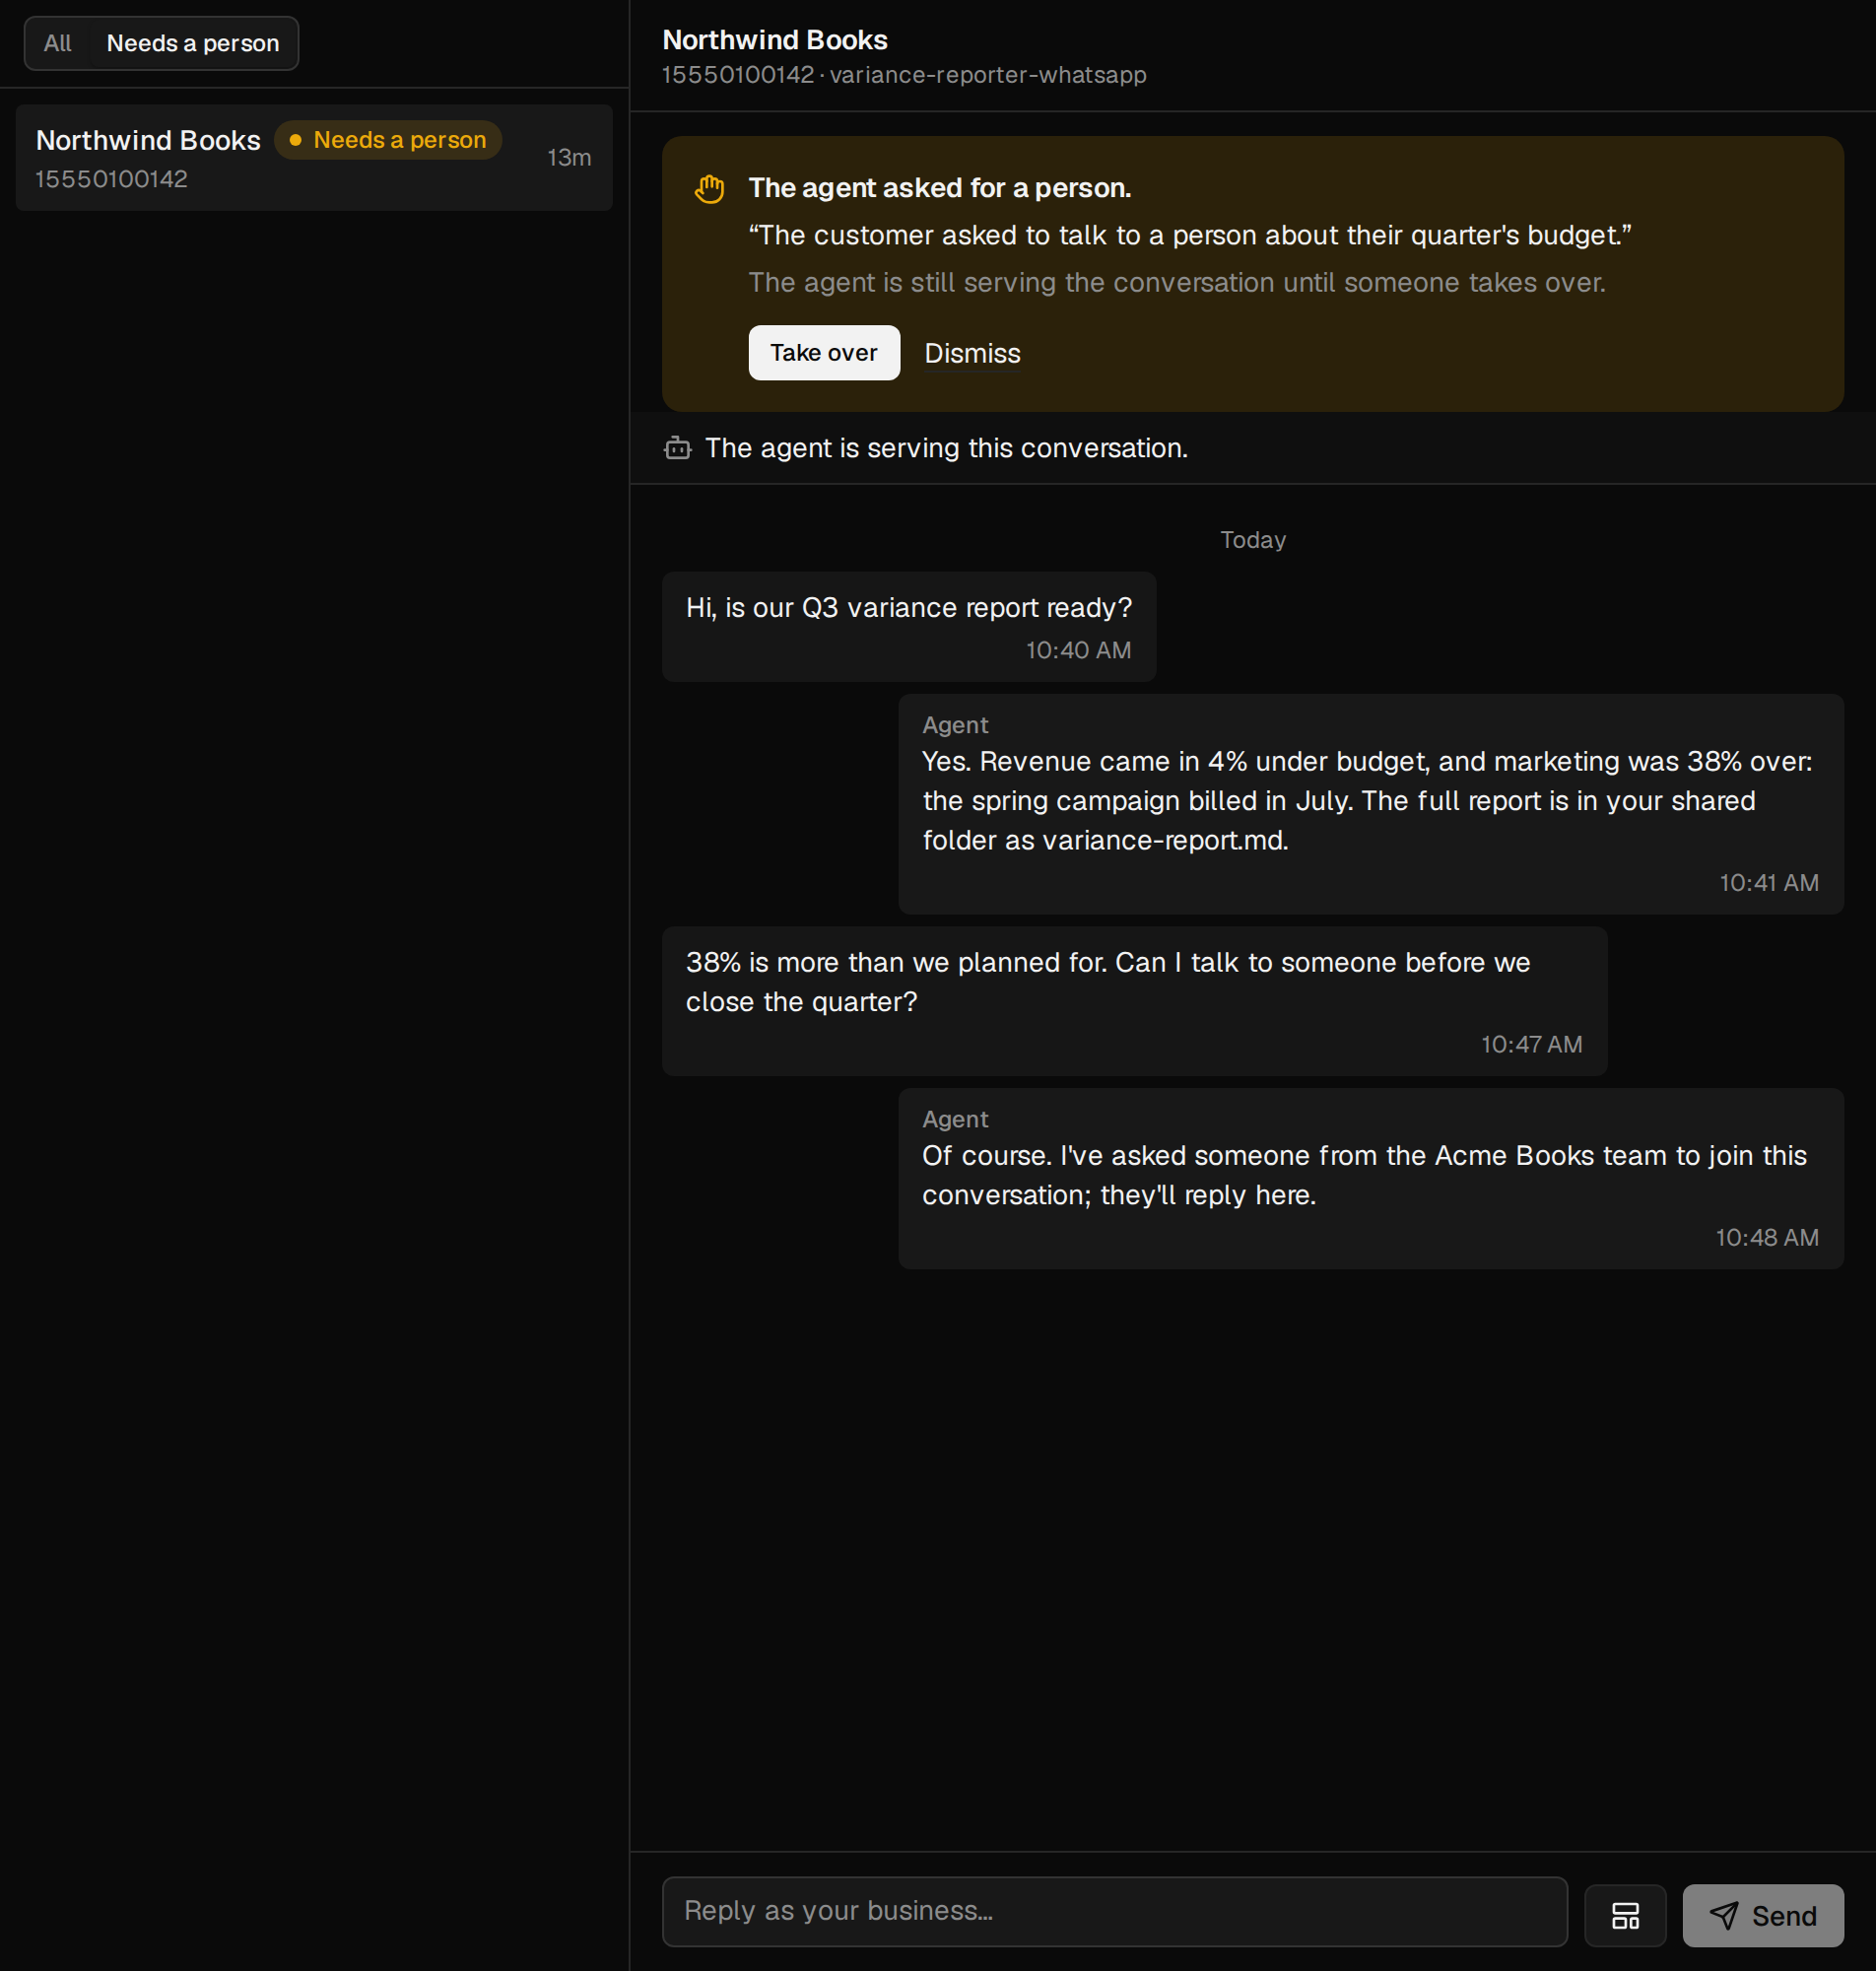 All
Needs a person
Northwind Books
Needs a person
15550100142
13m
Northwind Books
15550100142 · variance-reporter-whatsapp
The agent asked for a person.
“The customer asked to talk to a person about their quarter's budget.”
The agent is still serving the conversation until someone takes over.
Take over
Dismiss
The agent is serving this conversation.
Today
Hi, is our Q3 variance report ready?
10:40 AM
Agent
Yes. Revenue came in 4% under budget, and marketing was 38% over:
the spring campaign billed in July. The full report is in your shared
folder as variance-report.md.
10:41 AM
38% is more than we planned for. Can I talk to someone before we
close the quarter?
10:47 AM
Agent
Of course. I've asked someone from the Acme Books team to join this
conversation; they'll reply here.
10:48 AM
Reply as your business…
Send